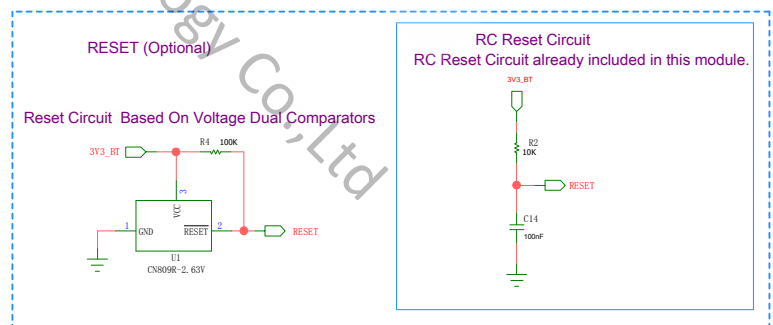 ogy Co., Ltd
RESET (Optional)
Reset Circuit Based On Voltage Dual Comparators
3V3_BT
R4 100K
3
VCC
1
GND
RESET
2
RESET
U1
CN809R-2.63V
RC Reset Circuit
RC Reset Circuit already included in this module.
3V3_BT
R2
10K
RESET
C14
100nF